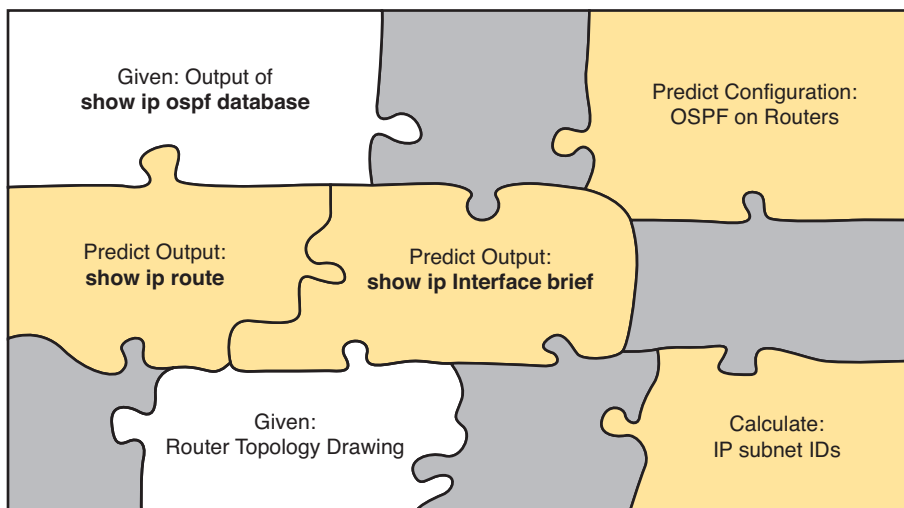 Given: Output of
show ip ospf database
Predict Configuration:
OSPF on Routers
Predict Output:
show ip route
Predict Output:
show ip Interface brief
Given:
Router Topology Drawing
Calculate:
IP subnet IDs